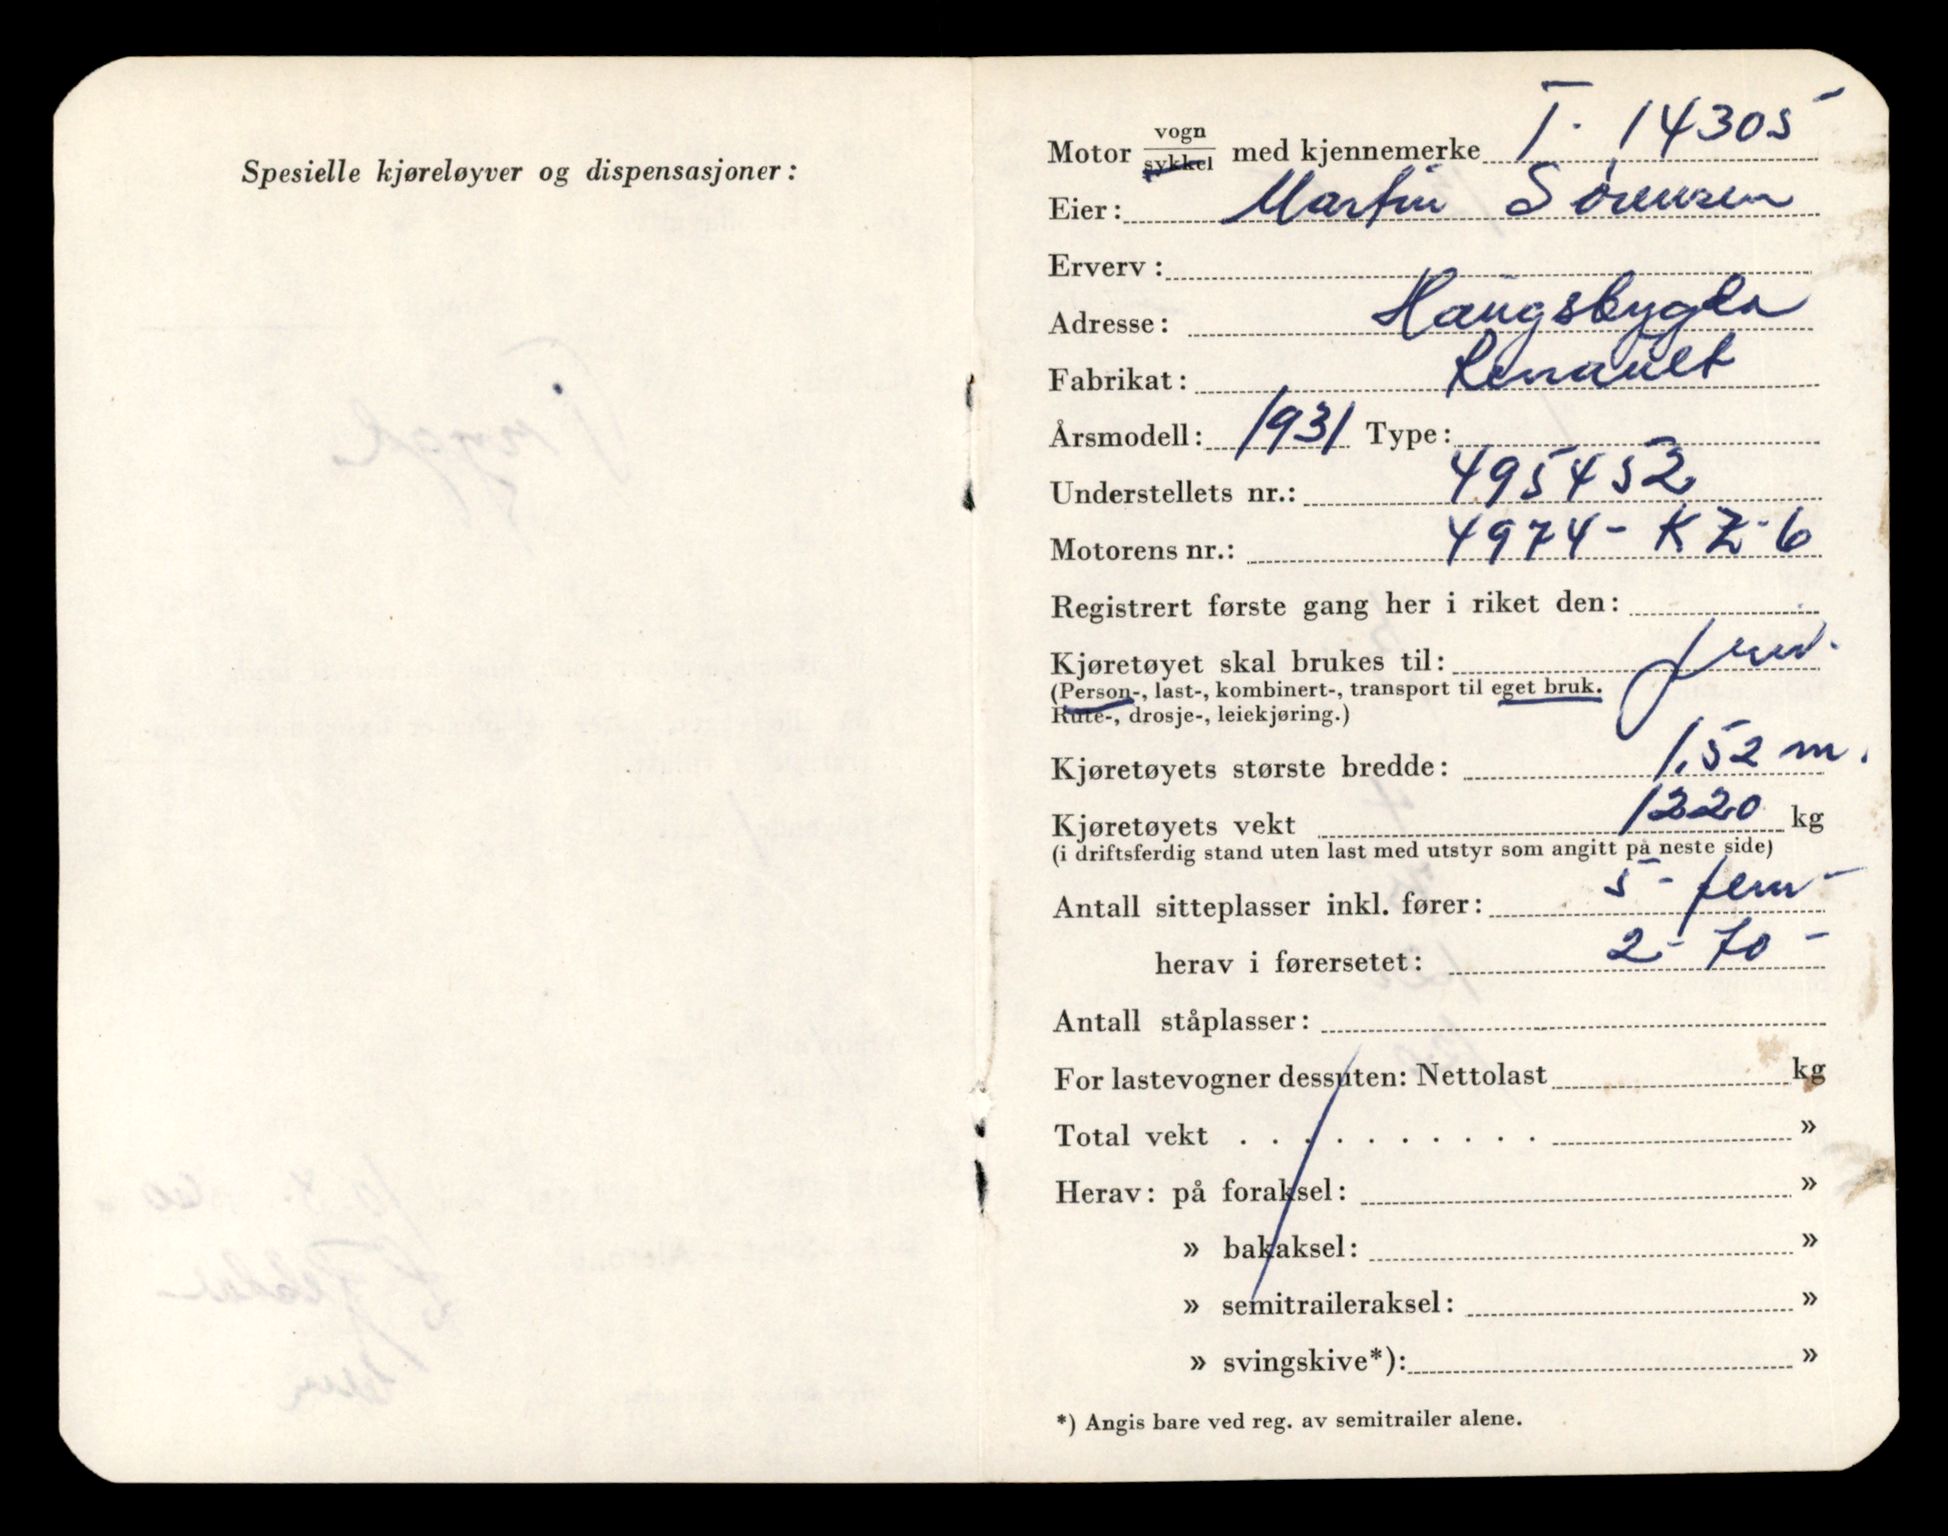 Spesielle kjøreløyver og dispensasjoner:
Motor vogn/sykkel med kjennemerke T-14305
Eier: Martin Sørensen
Erverv:
Adresse: Haugsbygda
Fabrikat: Renault
Årsmodell: 1931 Type:
Understellets nr.: 495452
Motorens nr.: 4974-KZ-6
Registrert første gang her i riket den:
Kjøretøyet skal brukes til:
(Person-, last-, kombinert-, transport til eget bruk.
Rute-, drosje-, leiekjøring.)
Kjøretøyets største bredde: 1,52 m.
Kjøretøyets vekt 1220 kg
(i driftsferdig stand uten last med utstyr som angitt på neste side)
Antall sitteplasser inkl. fører: 5- fem-
herav i førersetet: 2- to -
Antall ståplasser:
For lastevogner dessuten: Nettolast kg
Total vekt . . . . . . . . . . »
Herav: på foraksel: »
» bakaksel: »
» semitraileraksel: »
» svingskive*): »
*) Angis bare ved reg. av semitrailer alene.